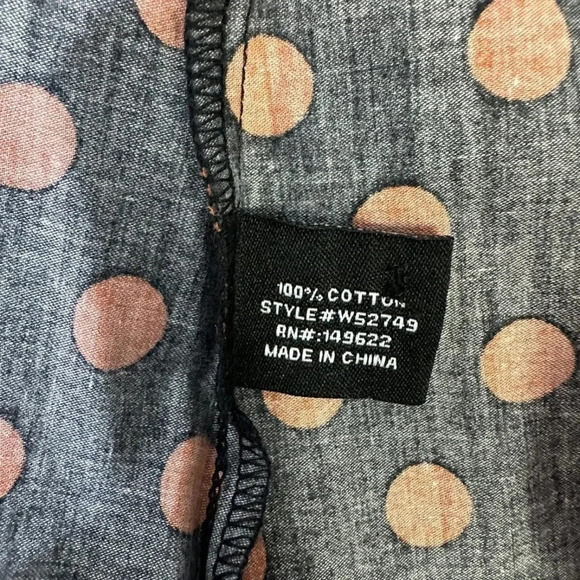 100% COTTON
STYLE#W52749
RN#:149622
MADE IN CHINA